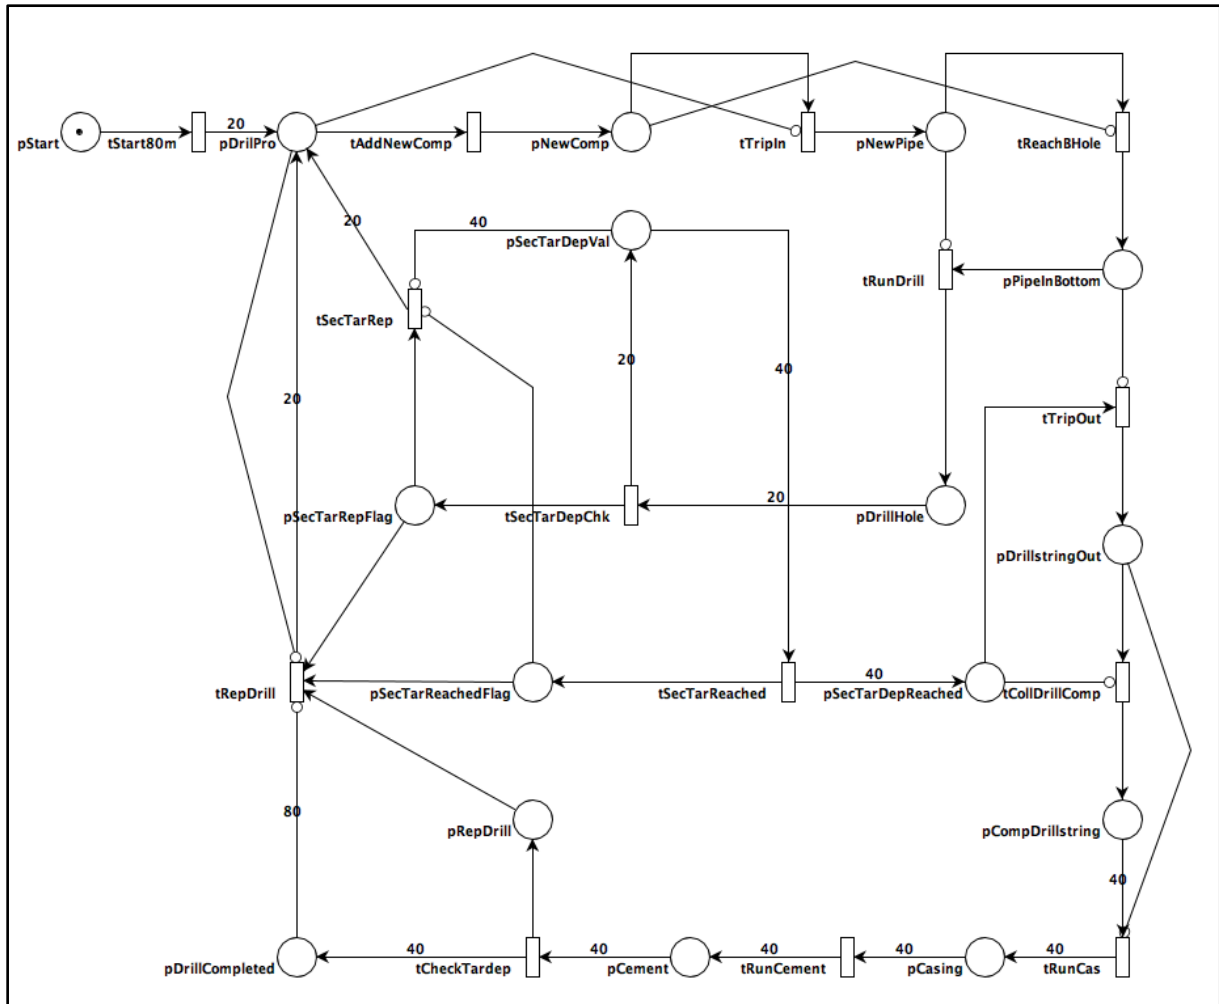 20
pStart
tStart80m
pDrilPro
tAddNewComp
pNewComp
tTripIn
pNewPipe
tReachBHole
20
40
pSecTarDepVal
tRunDrill
pPipeInBottom
tSecTarRep
20
40
20
tTripOut
20
pSecTarRepFlag
tSecTarDepChk
pDrillHole
pDrillstringOut
40
tRepDrill
pSecTarReachedFlag
tSecTarReached
pSecTarDepReached
tCollDrillComp
80
pRepDrill
pCompDrillstring
40
40
40
40
40
40
pDrillCompleted
tCheckTardep
pCement
tRunCement
pCasing
tRunCas